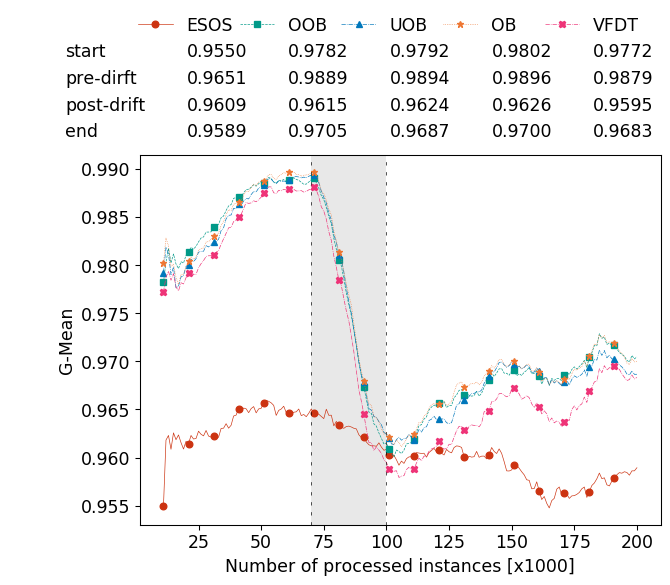 ESOS OOB UOB OB VFDT
start 0.9550 0.9782 0.9792 0.9802 0.9772
pre-dirft 0.9651 0.9889 0.9894 0.9896 0.9879
post-drift 0.9609 0.9615 0.9624 0.9626 0.9595
end 0.9589 0.9705 0.9687 0.9700 0.9683
0.990
0.985
0.980
0.975
0.970
0.965
0.960
0.955
G-Mean
25 50 75 100 125 150 175 200
Number of processed instances [x1000]